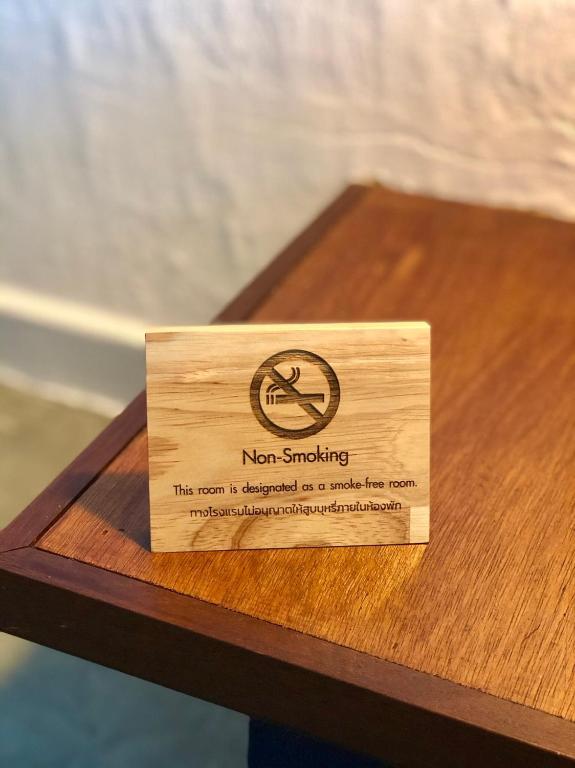 Non-Smoking
This room is designated as a smoke-free room.
ทางโรงแรมไม่อนุญาตให้สูบบุหรี่ภายในห้องพัก